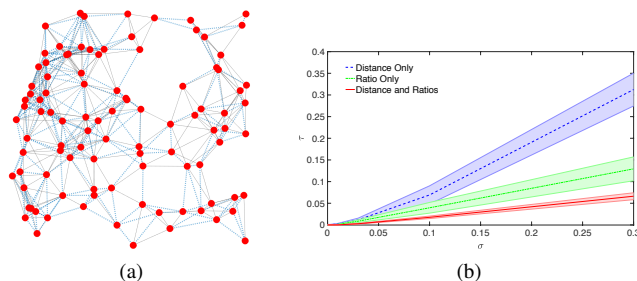 0.4
0.35
0.3
0.25
0.2
0.15
0.1
0.05
0
τ
Distance Only
Ratio Only
Distance and Ratios
0 0.05 0.1 0.15 0.2 0.25 0.3
σ
(a) (b)